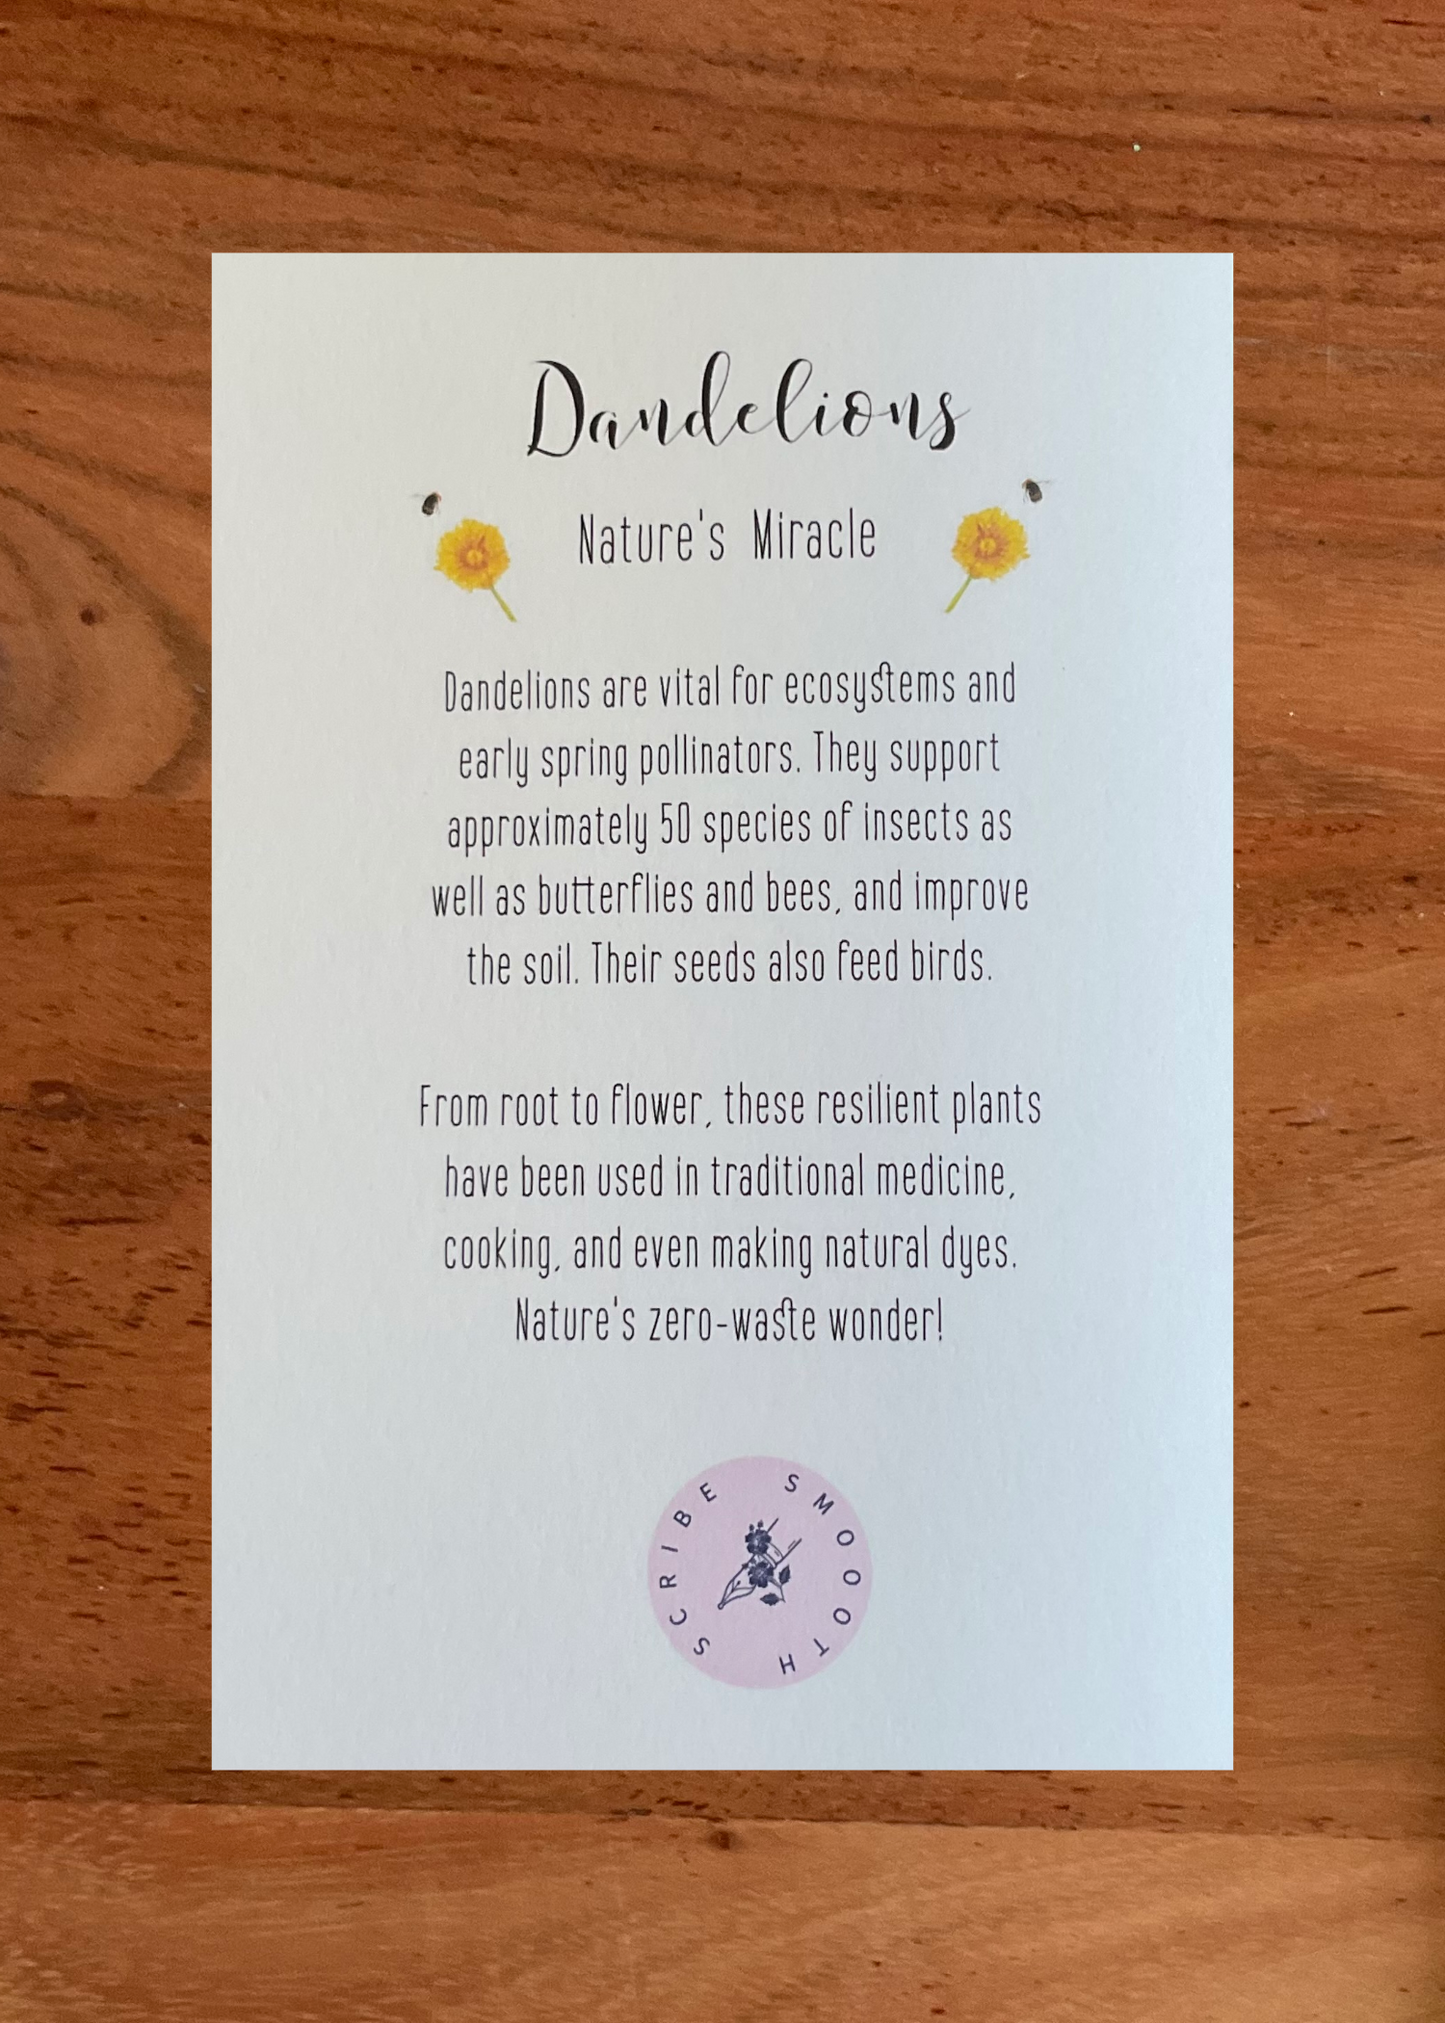 Dandelions
Nature's Miracle
Dandelions are vital for ecosystems and
early spring pollinators. They support
approximately 50 species of insects as
well as butterflies and bees, and improve
the soil. Their seeds also feed birds.
From root to flower, these resilient plants
have been used in traditional medicine,
cooking, and even making natural dyes.
Nature's zero-waste wonder!
SCRIBE SMOOOTH